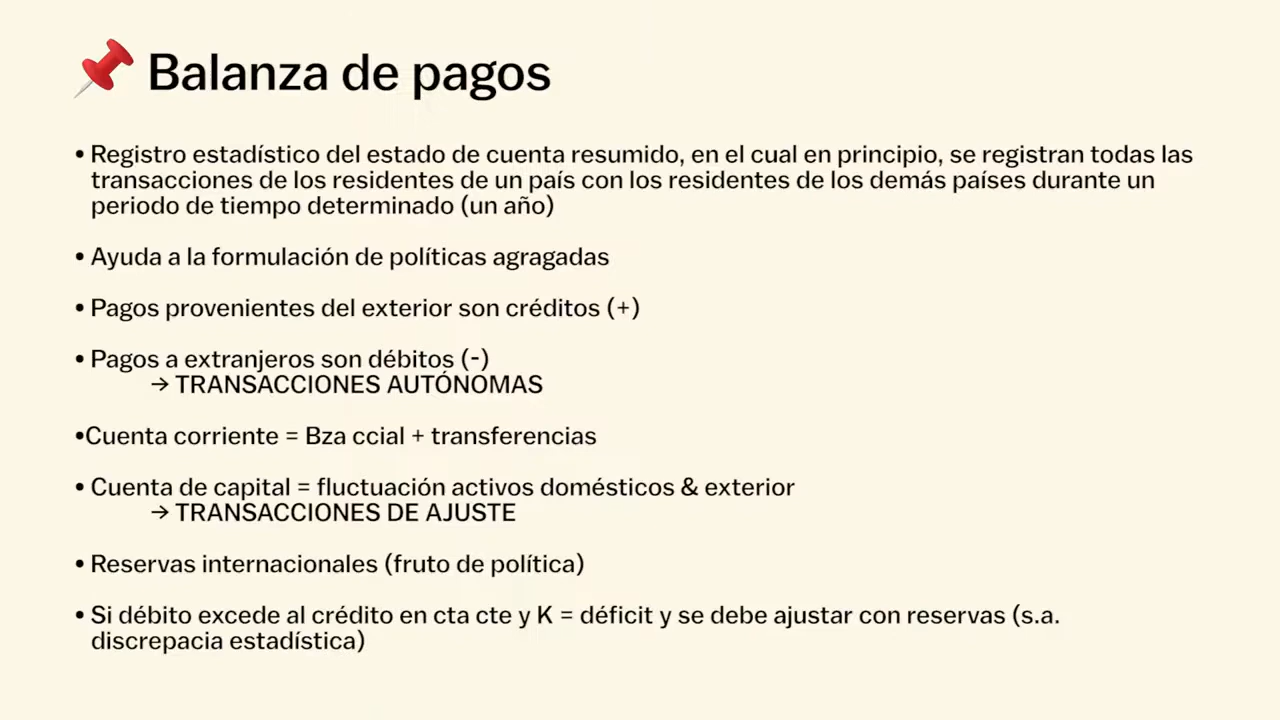 Balanza de pagos
• Registro estadístico del estado de cuenta resumido, en el cual en principio, se registran todas las
transacciones de los residentes de un país con los residentes de los demás países durante un
periodo de tiempo determinado (un año)
• Ayuda a la formulación de políticas agragadas
• Pagos provenientes del exterior son créditos (+)
• Pagos a extranjeros son débitos (-)
→ TRANSACCIONES AUTÓNOMAS
•Cuenta corriente = Bza ccial + transferencias
• Cuenta de capital = fluctuación activos domésticos & exterior
→ TRANSACCIONES DE AJUSTE
• Reservas internacionales (fruto de política)
• Si débito excede al crédito en cta cte y K = déficit y se debe ajustar con reservas (s.a.
discrepacia estadística)